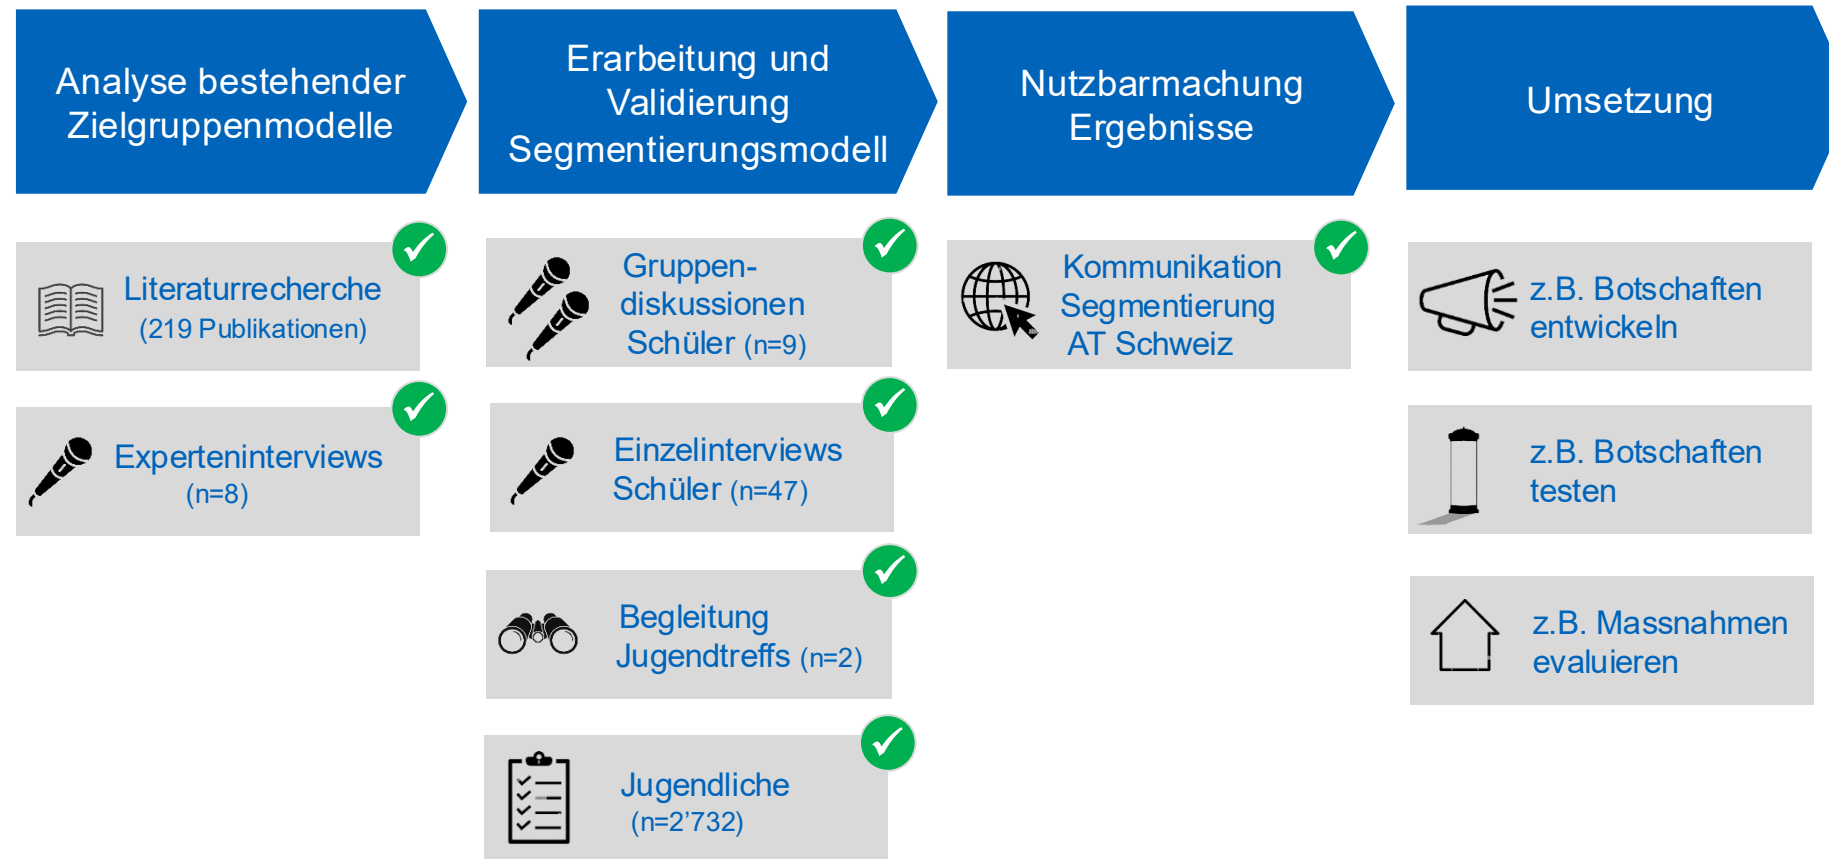 Analyse bestehender
Zielgruppenmodelle
Erarbeitung und
Validierung
Segmentierungsmodell
Nutzbarmachung
Ergebnisse
Umsetzung
Literaturrecherche
(219 Publikationen)
Experteninterviews
(n=8)
Gruppen-
diskussionen
Schüler (n=9)
Einzelinterviews
Schüler (n=47)
Begleitung
Jugendtreffs (n=2)
Jugendliche
(n=2’732)
Kommunikation
Segmentierung
AT Schweiz
z.B. Botschaften
entwickeln
z.B. Botschaften
testen
z.B. Massnahmen
evaluieren